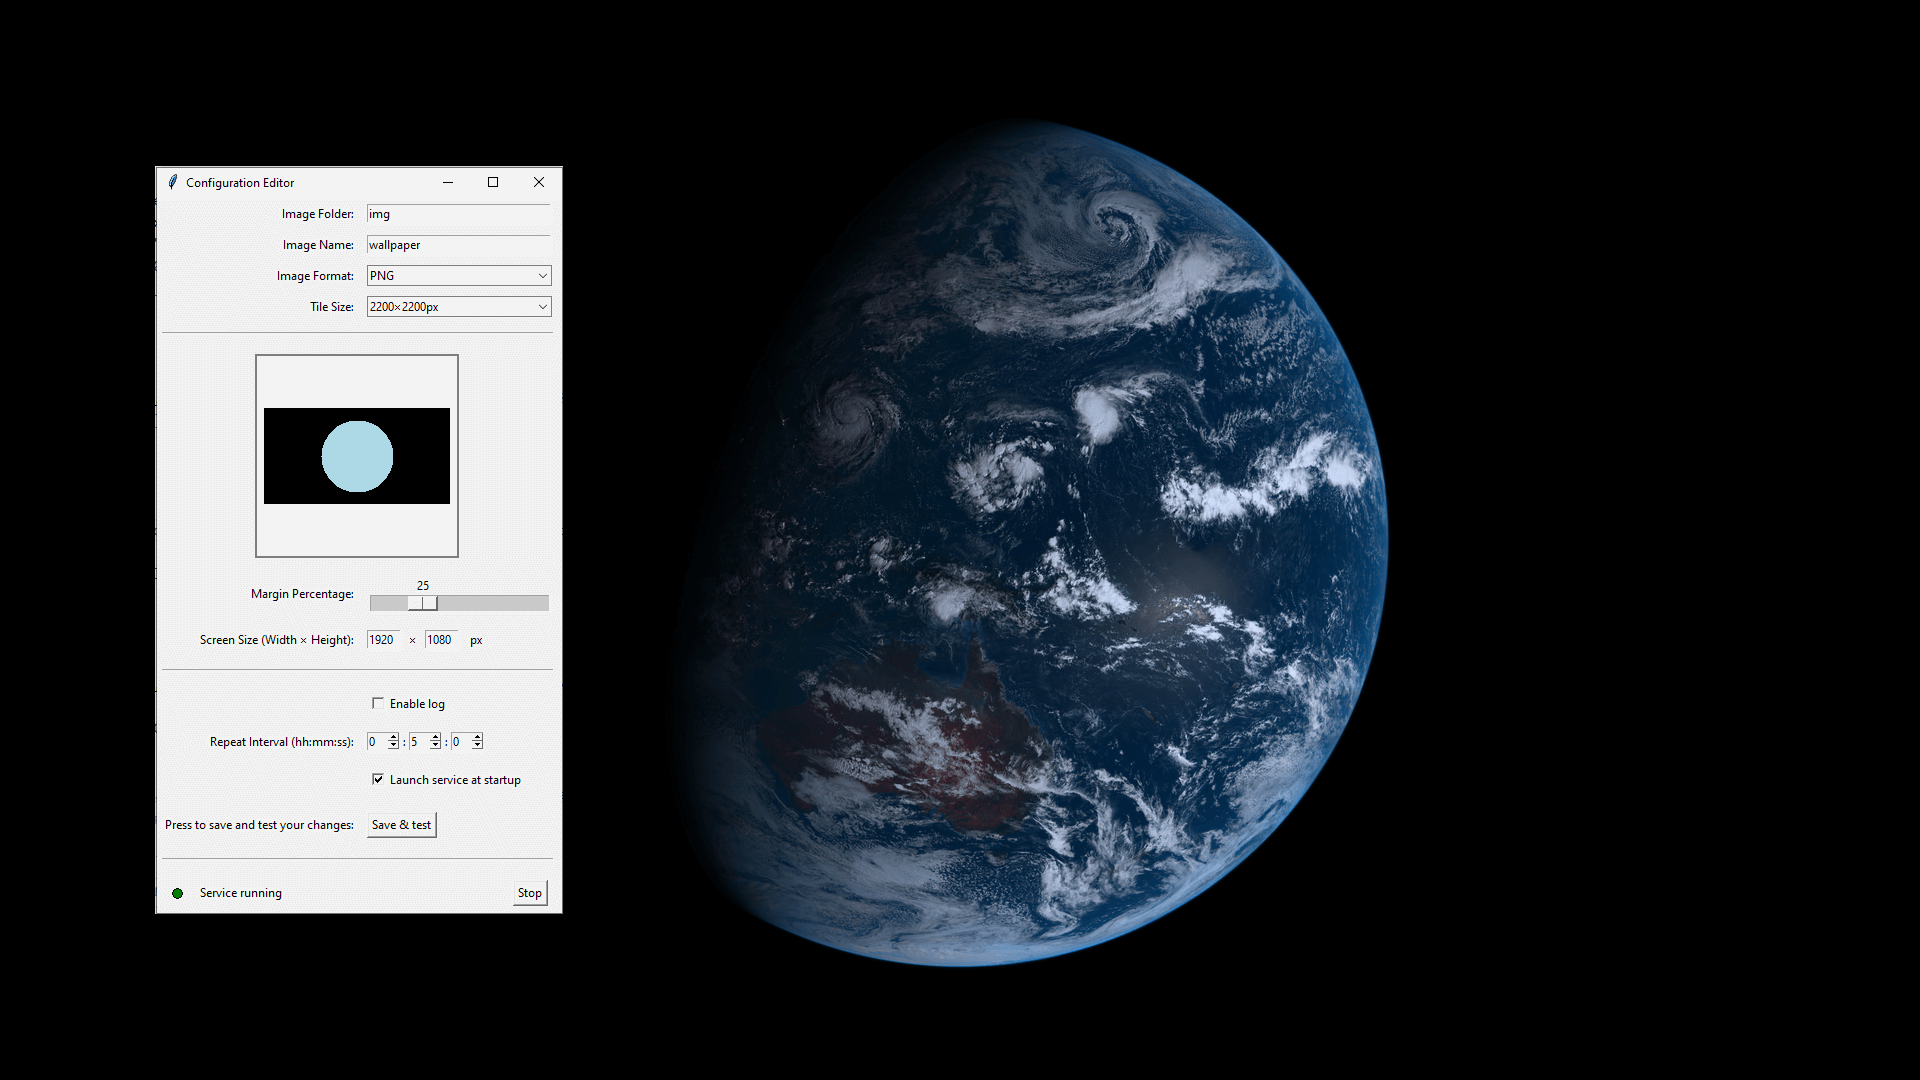 Configuration Editor
Image Folder: img
Image Name: wallpaper
Image Format: PNG
Tile Size: 2200×2200px
25
Margin Percentage:
Screen Size (Width × Height): 1920 × 1080 px
Enable log
Repeat Interval (hh:mm:ss): 0 : 5 : 0
Launch service at startup
Press to save and test your changes: Save & test
Service running Stop